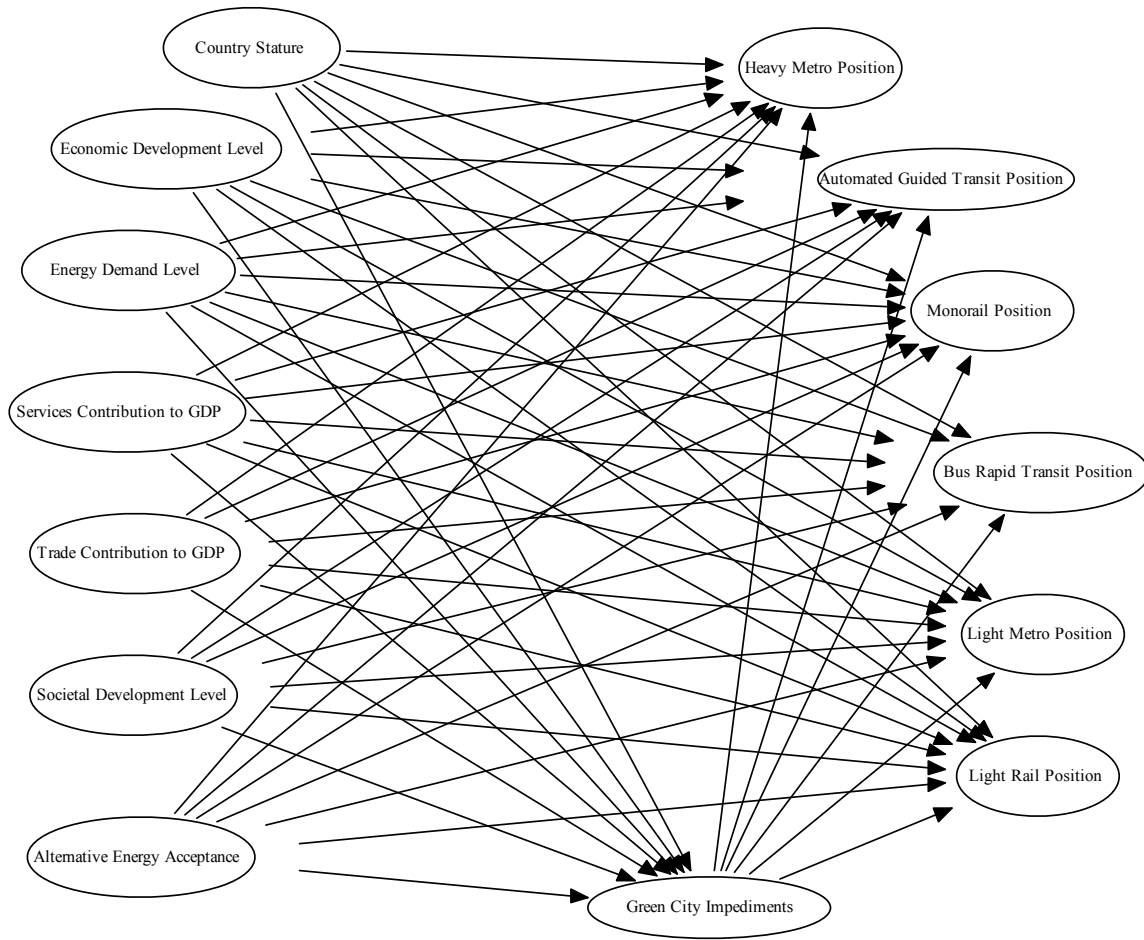 Country Stature
Economic Development Level
Energy Demand Level
Services Contribution to GDP
Trade Contribution to GDP
Societal Development Level
Alternative Energy Acceptance
Green City Impediments
Heavy Metro Position
Automated Guided Transit Position
Monorail Position
Bus Rapid Transit Position
Light Metro Position
Light Rail Position